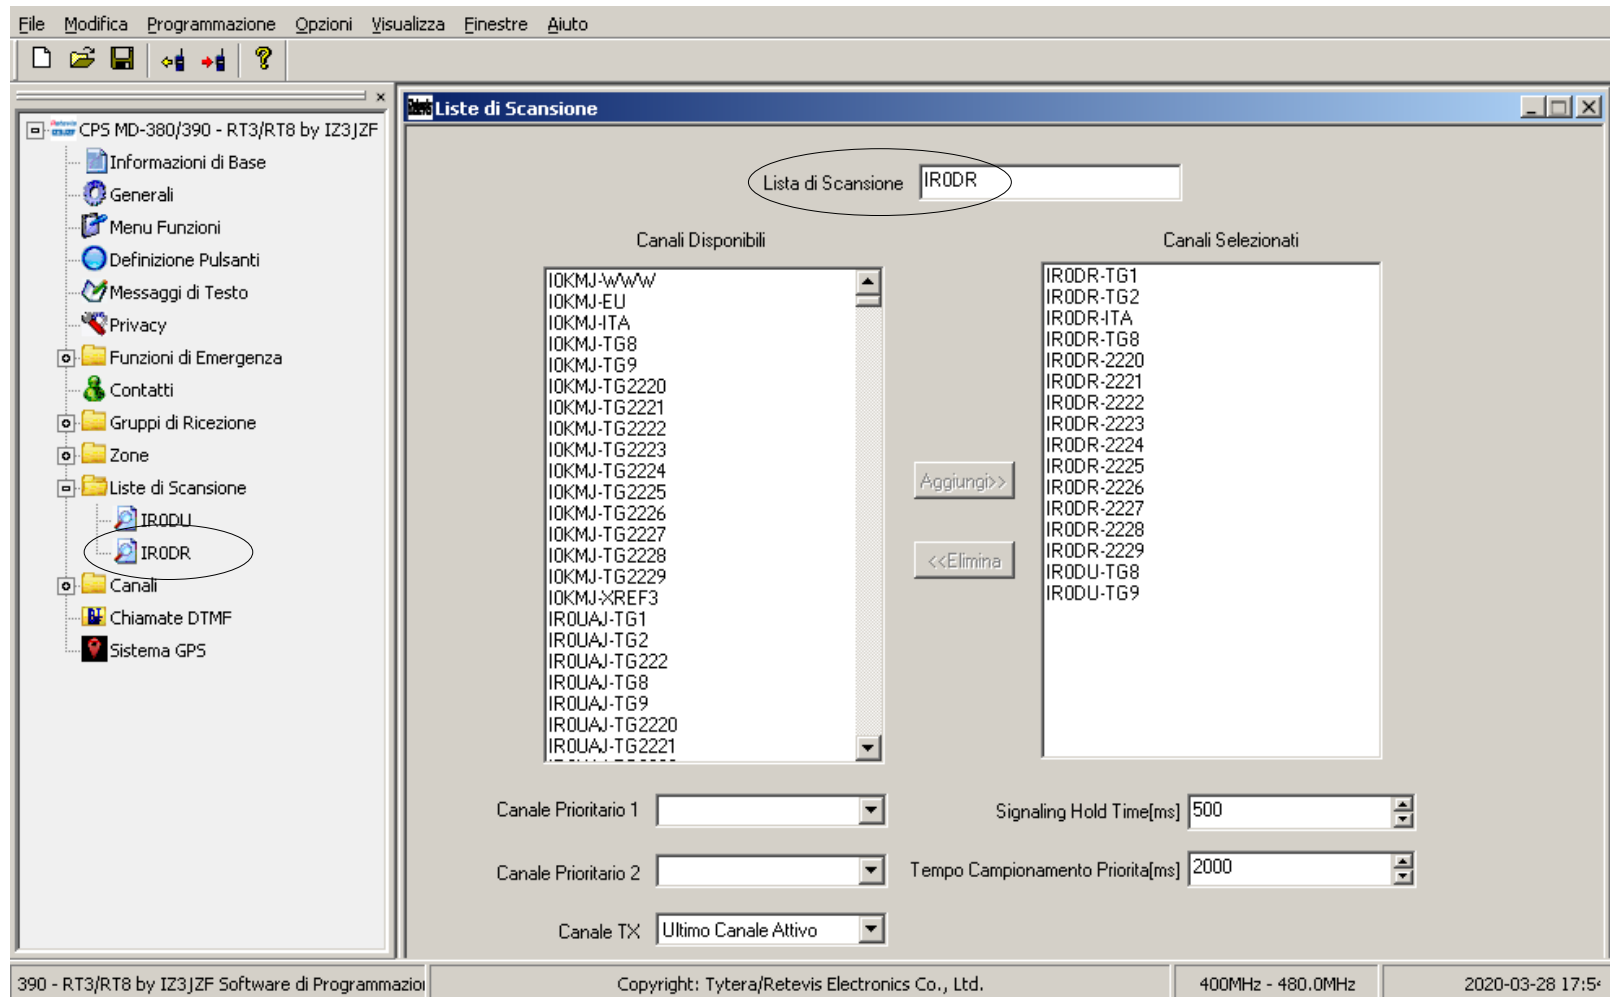 File Modifica Programmazione Opzioni Visualizza Finestre Aiuto
Liste di Scansione
CPS MD-380/390 - RT3/RT8 by IZ3JZF
Informazioni di Base
Generali
Menu Funzioni
Definizione Pulsanti
Messaggi di Testo
Privacy
Funzioni di Emergenza
Contatti
Gruppi di Ricezione
Zone
Liste di Scansione
IR0DU
IR0DR
Canali
Chiamate DTMF
Sistema GPS
Lista di Scansione IR0DR
Canali Disponibili
I0KMJ-WWW
I0KMJ-EU
I0KMJ-ITA
I0KMJ-TG8
I0KMJ-TG9
I0KMJ-TG2220
I0KMJ-TG2221
I0KMJ-TG2222
I0KMJ-TG2223
I0KMJ-TG2224
I0KMJ-TG2225
I0KMJ-TG2226
I0KMJ-TG2227
I0KMJ-TG2228
I0KMJ-TG2229
I0KMJ-XREF3
IR0UAJ-TG1
IR0UAJ-TG2
IR0UAJ-TG222
IR0UAJ-TG8
IR0UAJ-TG9
IR0UAJ-TG2220
IR0UAJ-TG2221
Aggiungi>>
<<Elimina
Canali Selezionati
IR0DR-TG1
IR0DR-TG2
IR0DR-ITA
IR0DR-TG8
IR0DR-2220
IR0DR-2221
IR0DR-2222
IR0DR-2223
IR0DR-2224
IR0DR-2225
IR0DR-2226
IR0DR-2227
IR0DR-2228
IR0DR-2229
IR0DU-TG8
IR0DU-TG9
Canale Prioritario 1
Signaling Hold Time[ms] 500
Canale Prioritario 2
Tempo Campionamento Priorita[ms] 2000
Canale TX Ultimo Canale Attivo
390 - RT3/RT8 by IZ3JZF Software di Programmazio
Copyright: Tytera/Retevis Electronics Co., Ltd.
400MHz - 480.0MHz
2020-03-28 17:5